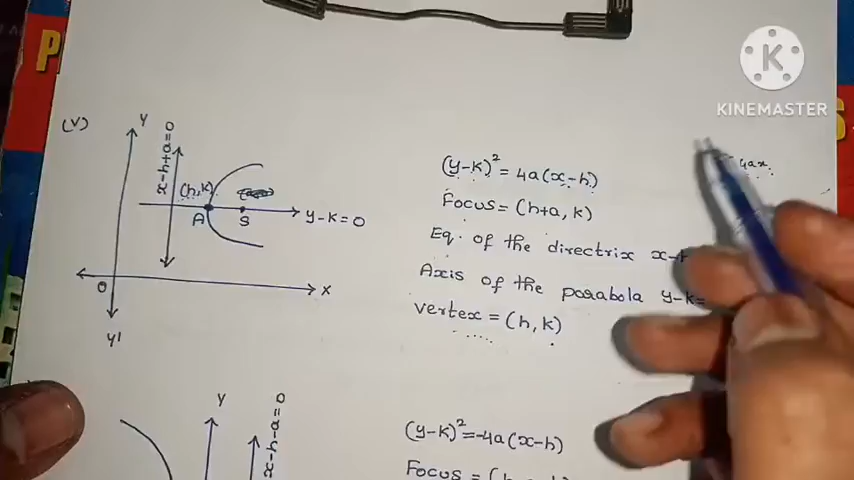 K
KINEMASTER
P
(V)
Y
x-h+a=0
(h,k)
A
S
y-k=0
O
X
Y'
(y-k)² = 4a(x-h)
4ax
Focus = (h+a, k)
Eq. of the directrix x-h
Axis of the parabola y-k=
vertex = (h, k)
Y
x-h-a=0
(y-k)²=-4a(x-h)
Focus =